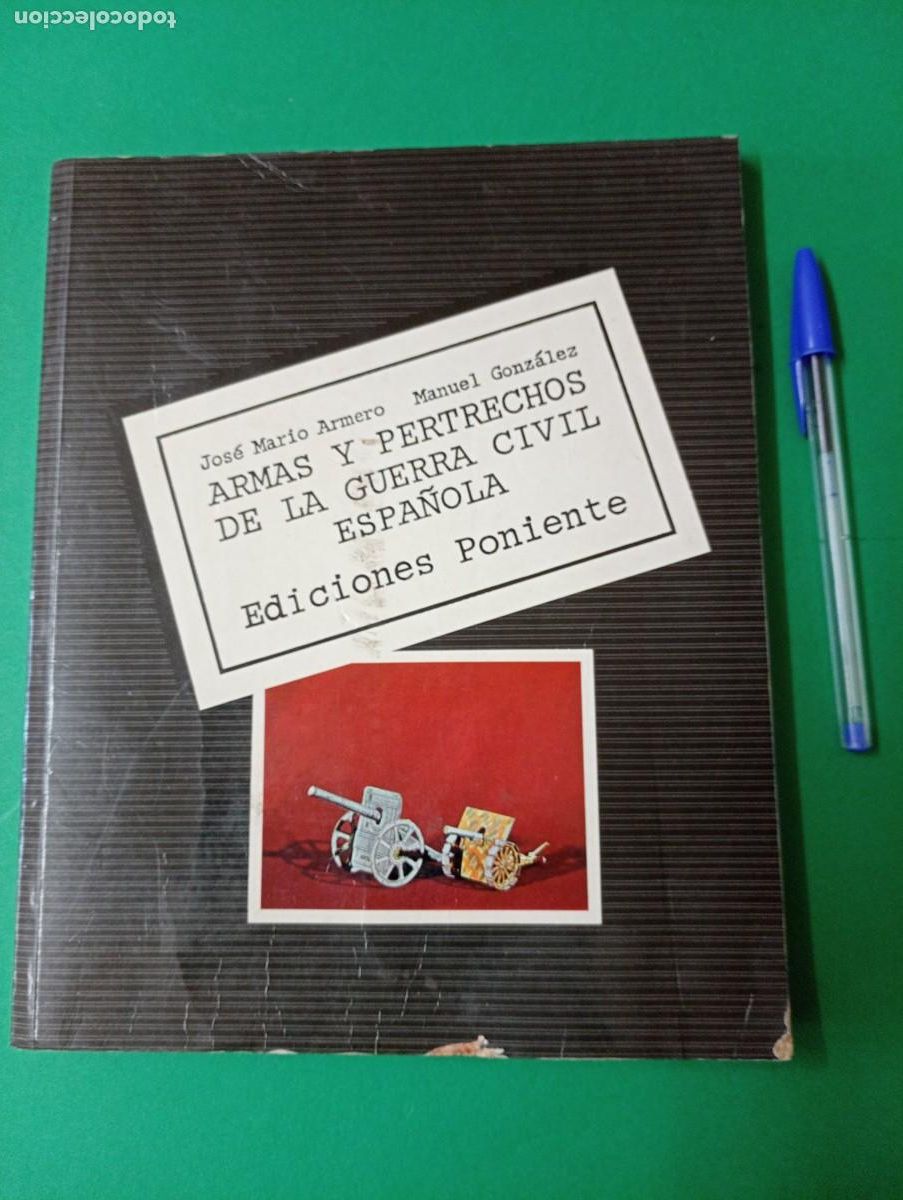 todocoleccion
José Mario Armero Manuel González
ARMAS Y PERTRECHOS
DE LA GUERRA CIVIL
ESPAÑOLA
Ediciones Poniente